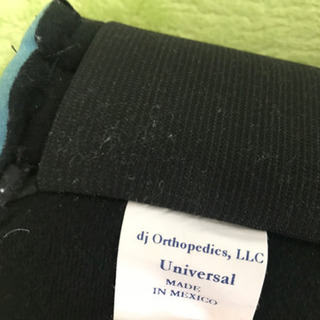 dj Orthopedics, LLC
Universal
MADE
IN MEXICO